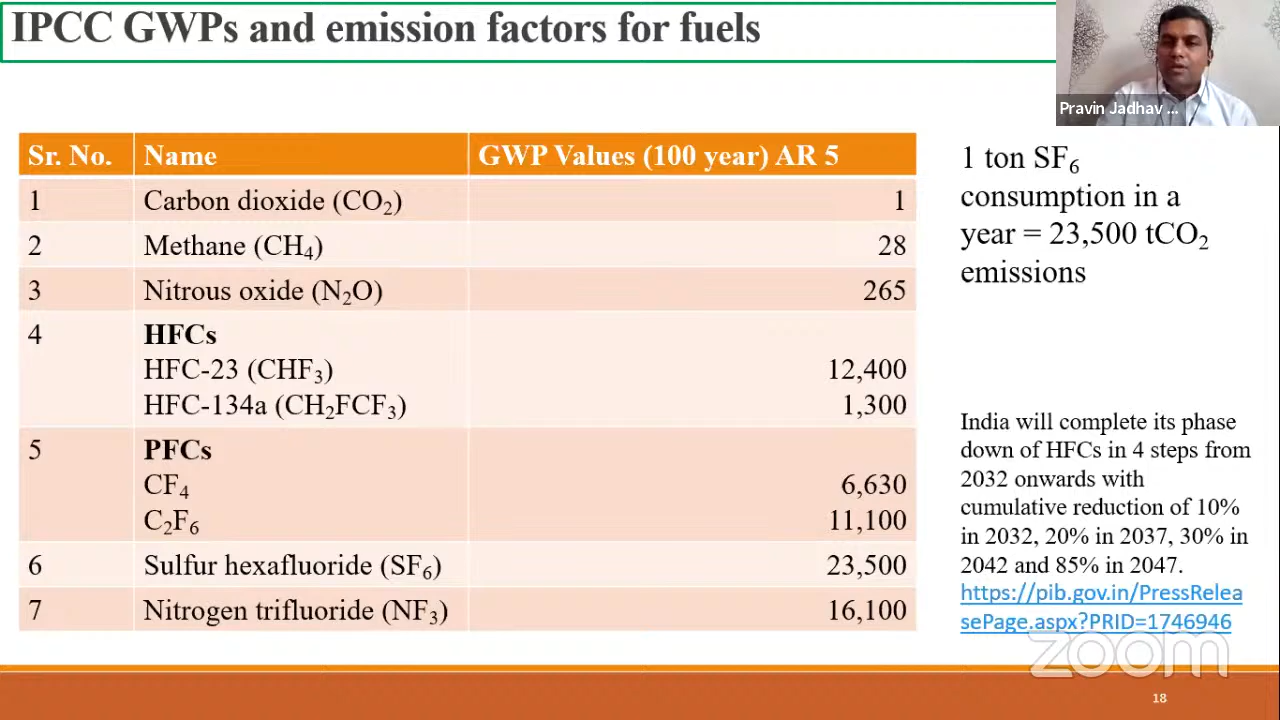 IPCC GWPs and emission factors for fuels
Pravin Jadhav ...
Sr. No. Name GWP Values (100 year) AR 5
1 Carbon dioxide (CO₂) 1
2 Methane (CH₄) 28
3 Nitrous oxide (N₂O) 265
4 HFCs
HFC-23 (CHF₃) 12,400
HFC-134a (CH₂FCF₃) 1,300
5 PFCs
CF₄ 6,630
C₂F₆ 11,100
6 Sulfur hexafluoride (SF₆) 23,500
7 Nitrogen trifluoride (NF₃) 16,100
1 ton SF₆
consumption in a
year = 23,500 tCO₂
emissions
India will complete its phase
down of HFCs in 4 steps from
2032 onwards with
cumulative reduction of 10%
in 2032, 20% in 2037, 30% in
2042 and 85% in 2047.
https://pib.gov.in/PressRelea
sePage.aspx?PRID=1746946
zoom
18